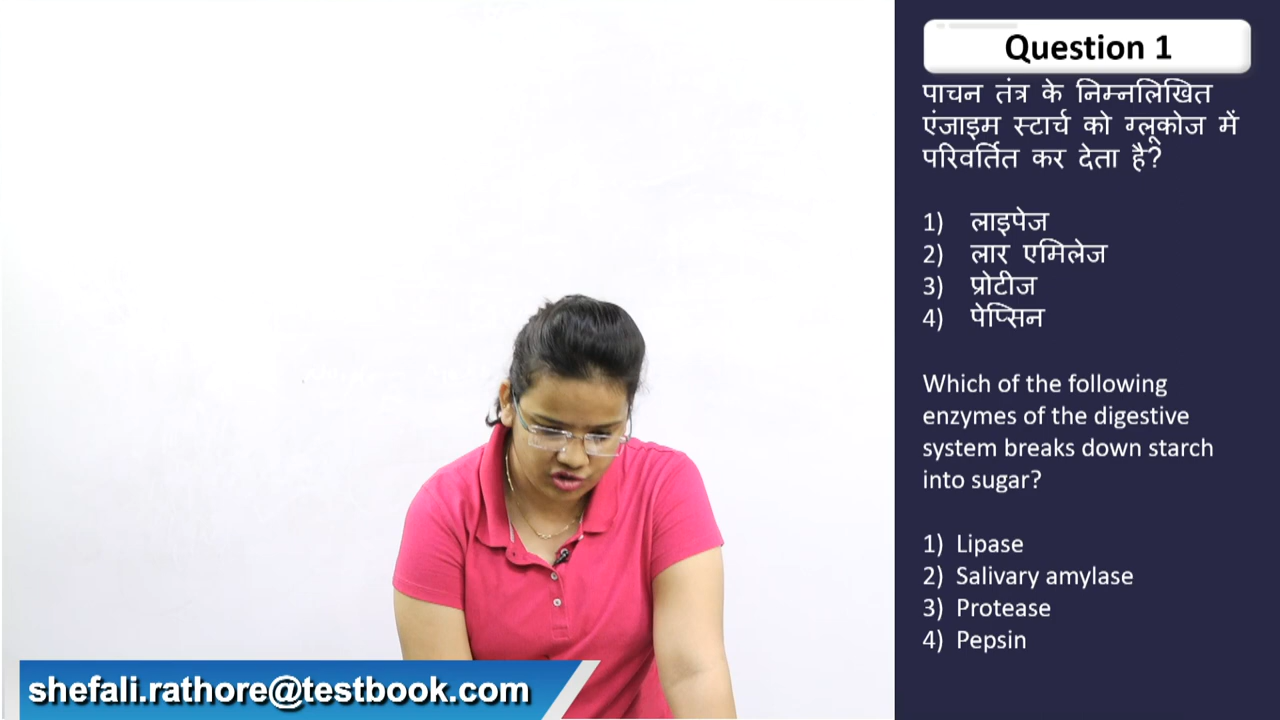 Question 1
पाचन तंत्र के निम्नलिखित
एंजाइम स्टार्च को ग्लूकोज में
परिवर्तित कर देता है?
1) लाइपेज
2) लार एमिलेज
3) प्रोटीज
4) पेप्सिन
Which of the following
enzymes of the digestive
system breaks down starch
into sugar?
1) Lipase
2) Salivary amylase
3) Protease
4) Pepsin
shefali.rathore@testbook.com